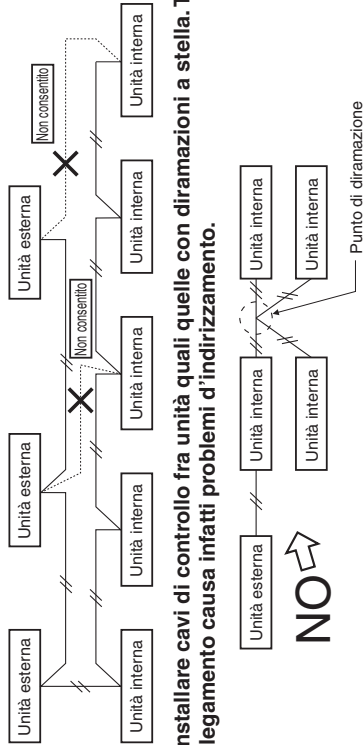 Unità esterna
Unità esterna
Unità esterna
Non consentito
Non consentito
Unità interna
Unità interna
Unità interna
Unità interna
Unità interna
nstallare cavi di controllo fra unità quali quelle con diramazioni a stella. T
legamento causa infatti problemi d'indirizzamento.
Unità esterna
Unità interna
Unità interna
Unità interna
Unità interna
NO
Punto di diramazione